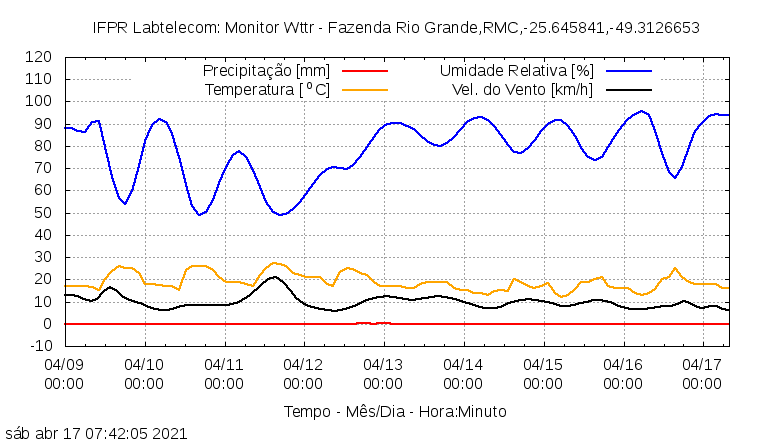 IFPR Labtelecom: Monitor Wttr - Fazenda Rio Grande,RMC,-25.645841,-49.3126653
120
110
100
90
80
70
60
50
40
30
20
10
0
-10
Precipitação [mm]
Temperatura [⁰C]
Umidade Relativa [%]
Vel. do Vento [km/h]
04/09 04/10 04/11 04/12 04/13 04/14 04/15 04/16 04/17
00:00 00:00 00:00 00:00 00:00 00:00 00:00 00:00 00:00
Tempo - Mês/Dia - Hora:Minuto
sáb abr 17 07:42:05 2021